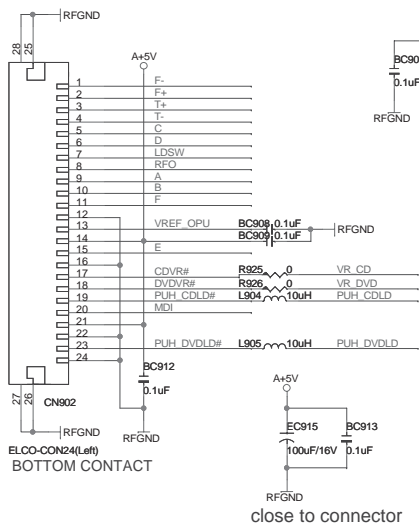 RFGND
28
25
A+5V
BC90
0.1uF
RFGND
1 F-
2 F+
3 T+
4 T-
5 C
6 D
7 LDSW
8 RFO
9 A
10 B
11 F
12
13 VREF_OPU BC908 0.1uF RFGND
14 BC909 0.1uF
15 E
16
17 CDVR# R925 0 VR_CD
18 DVDVR# R926 0 VR_DVD
19 PUH_CDLD# L904 10uH PUH_CDLD
20 MDI
21
22
23 PUH_DVDLD# L905 10uH PUH_DVDLD
24
BC912
0.1uF
CN902
27
26
RFGND
RFGND
ELCO-CON24(Left)
BOTTOM CONTACT
A+5V
EC915
100uF/16V
BC913
0.1uF
RFGND
close to connector